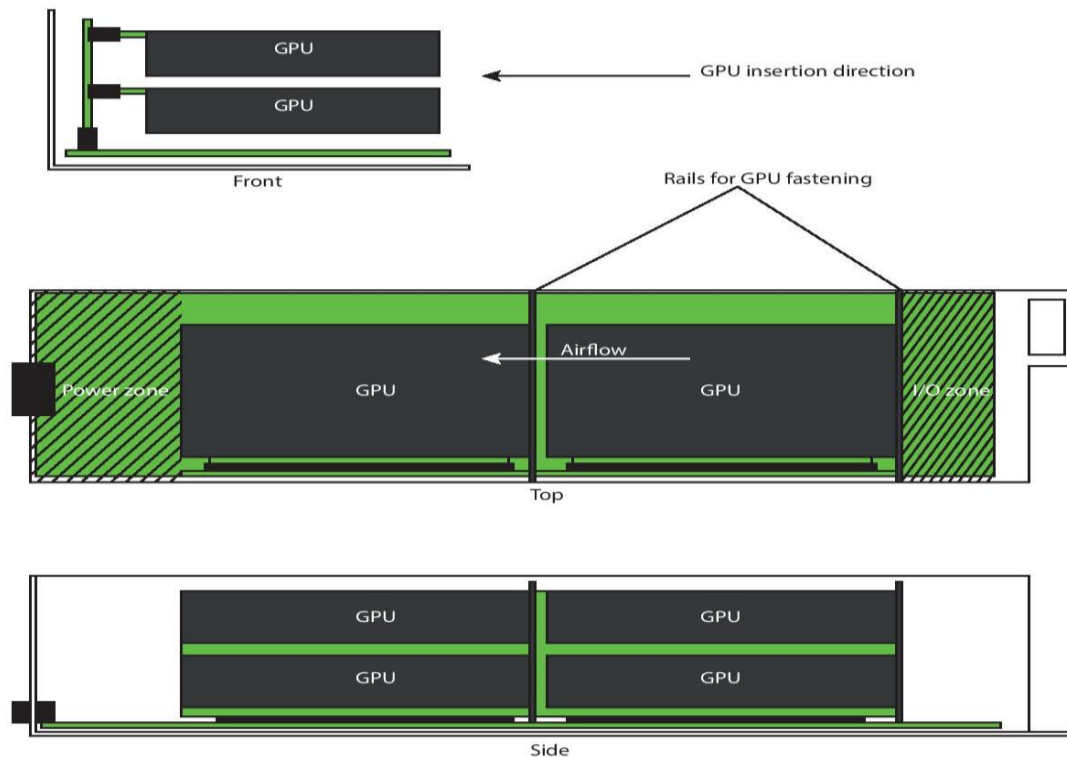 GPU
GPU insertion direction
GPU
Front
Rails for GPU fastening
Airflow
Power zone
GPU
GPU
I/O zone
Top
GPU
GPU
GPU
GPU
Side